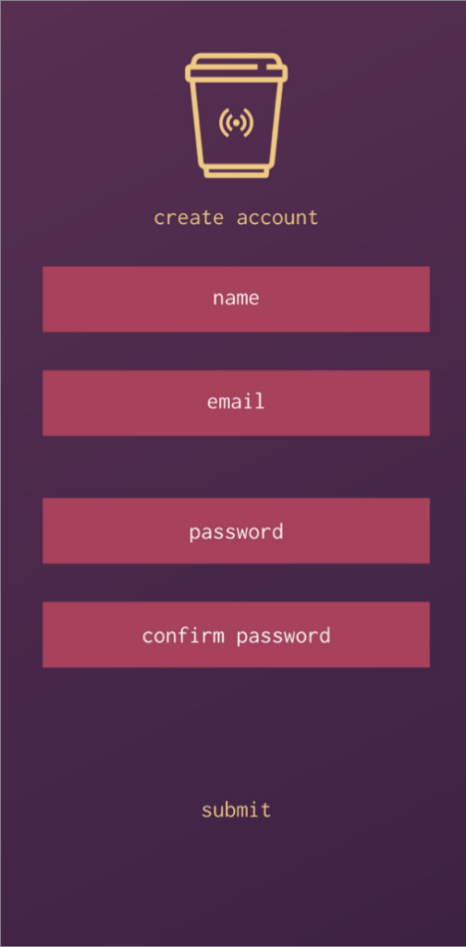 create account
name
email
password
confirm password
submit